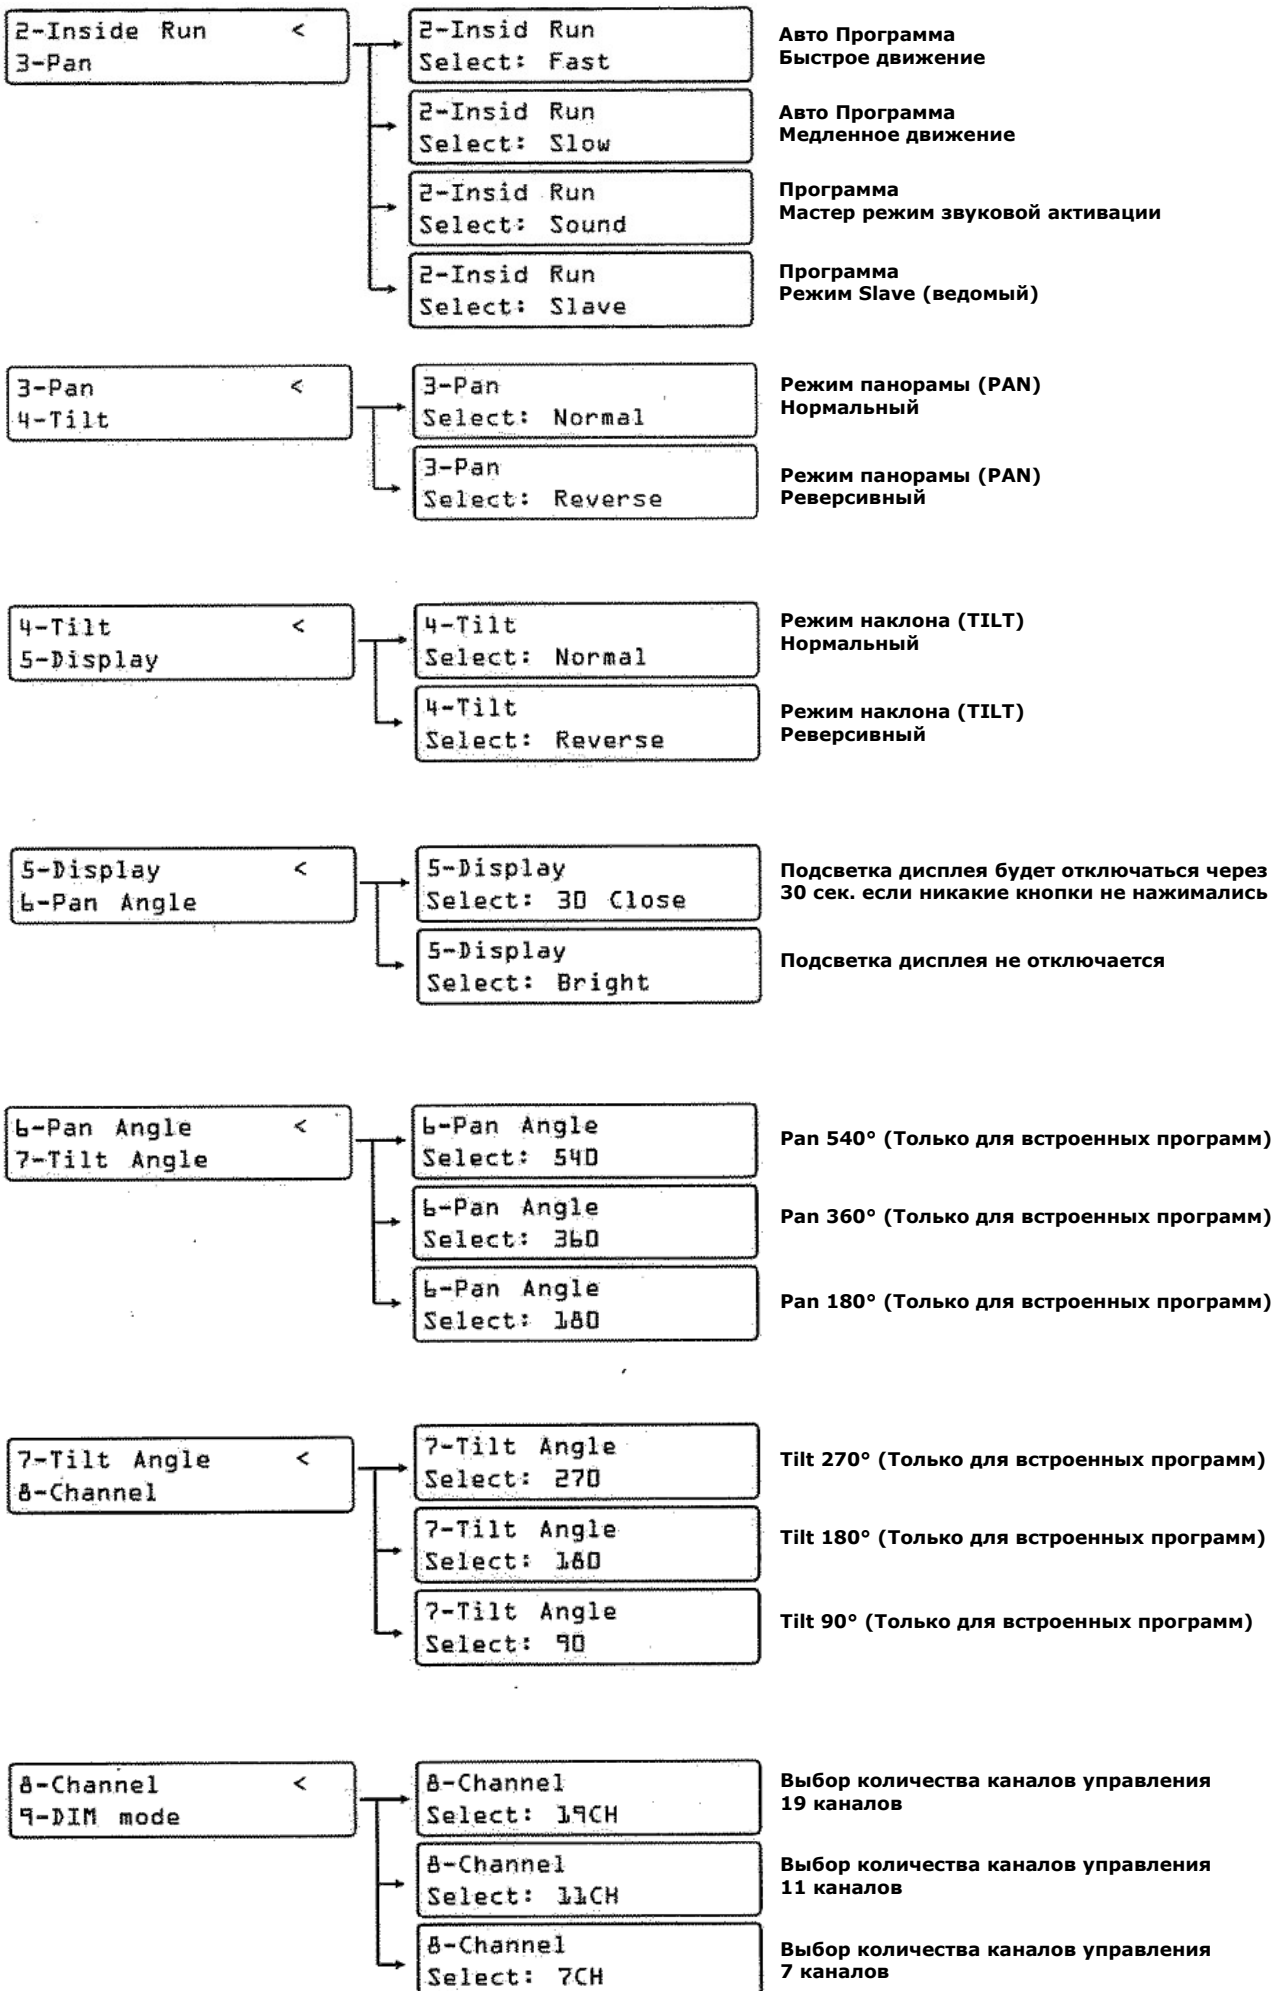 2-Inside Run <
3-Pan
2-Insid Run
Select: Fast
Авто Программа
Быстрое движение
2-Insid Run
Select: Slow
Авто Программа
Медленное движение
2-Insid Run
Select: Sound
Программа
Мастер режим звуковой активации
2-Insid Run
Select: Slave
Программа
Режим Slave (ведомый)
3-Pan <
4-Tilt
3-Pan
Select: Normal
Режим панорамы (PAN)
Нормальный
3-Pan
Select: Reverse
Режим панорамы (PAN)
Реверсивный
4-Tilt <
5-Display
4-Tilt
Select: Normal
Режим наклона (TILT)
Нормальный
4-Tilt
Select: Reverse
Режим наклона (TILT)
Реверсивный
5-Display <
6-Pan Angle
5-Display
Select: 30 Close
Подсветка дисплея будет отключаться через
30 сек. если никакие кнопки не нажимались
5-Display
Select: Bright
Подсветка дисплея не отключается
6-Pan Angle <
7-Tilt Angle
6-Pan Angle
Select: 540
Pan 540° (Только для встроенных программ)
6-Pan Angle
Select: 360
Pan 360° (Только для встроенных программ)
6-Pan Angle
Select: 180
Pan 180° (Только для встроенных программ)
7-Tilt Angle <
8-Channel
7-Tilt Angle
Select: 270
Tilt 270° (Только для встроенных программ)
7-Tilt Angle
Select: 180
Tilt 180° (Только для встроенных программ)
7-Tilt Angle
Select: 90
Tilt 90° (Только для встроенных программ)
8-Channel <
9-DIM mode
8-Channel
Select: 19CH
Выбор количества каналов управления
19 каналов
8-Channel
Select: 11CH
Выбор количества каналов управления
11 каналов
8-Channel
Select: 7CH
Выбор количества каналов управления
7 каналов